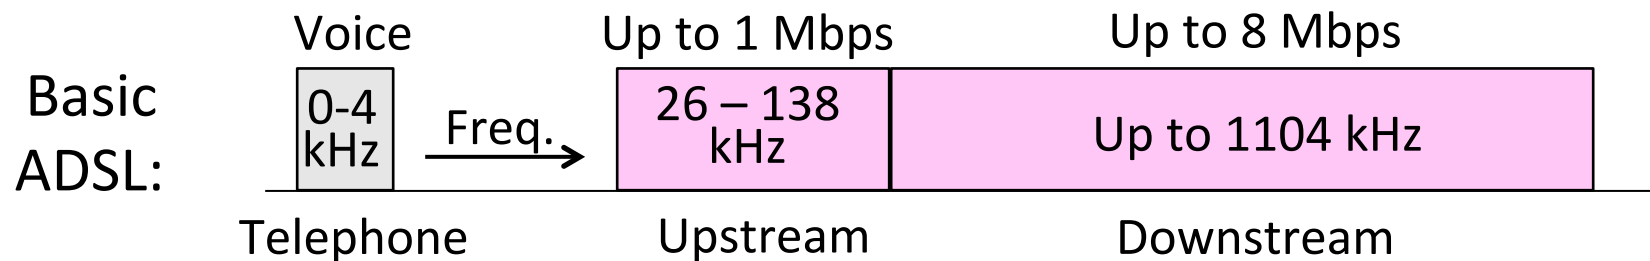 Voice
Up to 1 Mbps
Up to 8 Mbps
Basic
ADSL:
0-4
kHz
Freq.
26 – 138
kHz
Up to 1104 kHz
Telephone
Upstream
Downstream